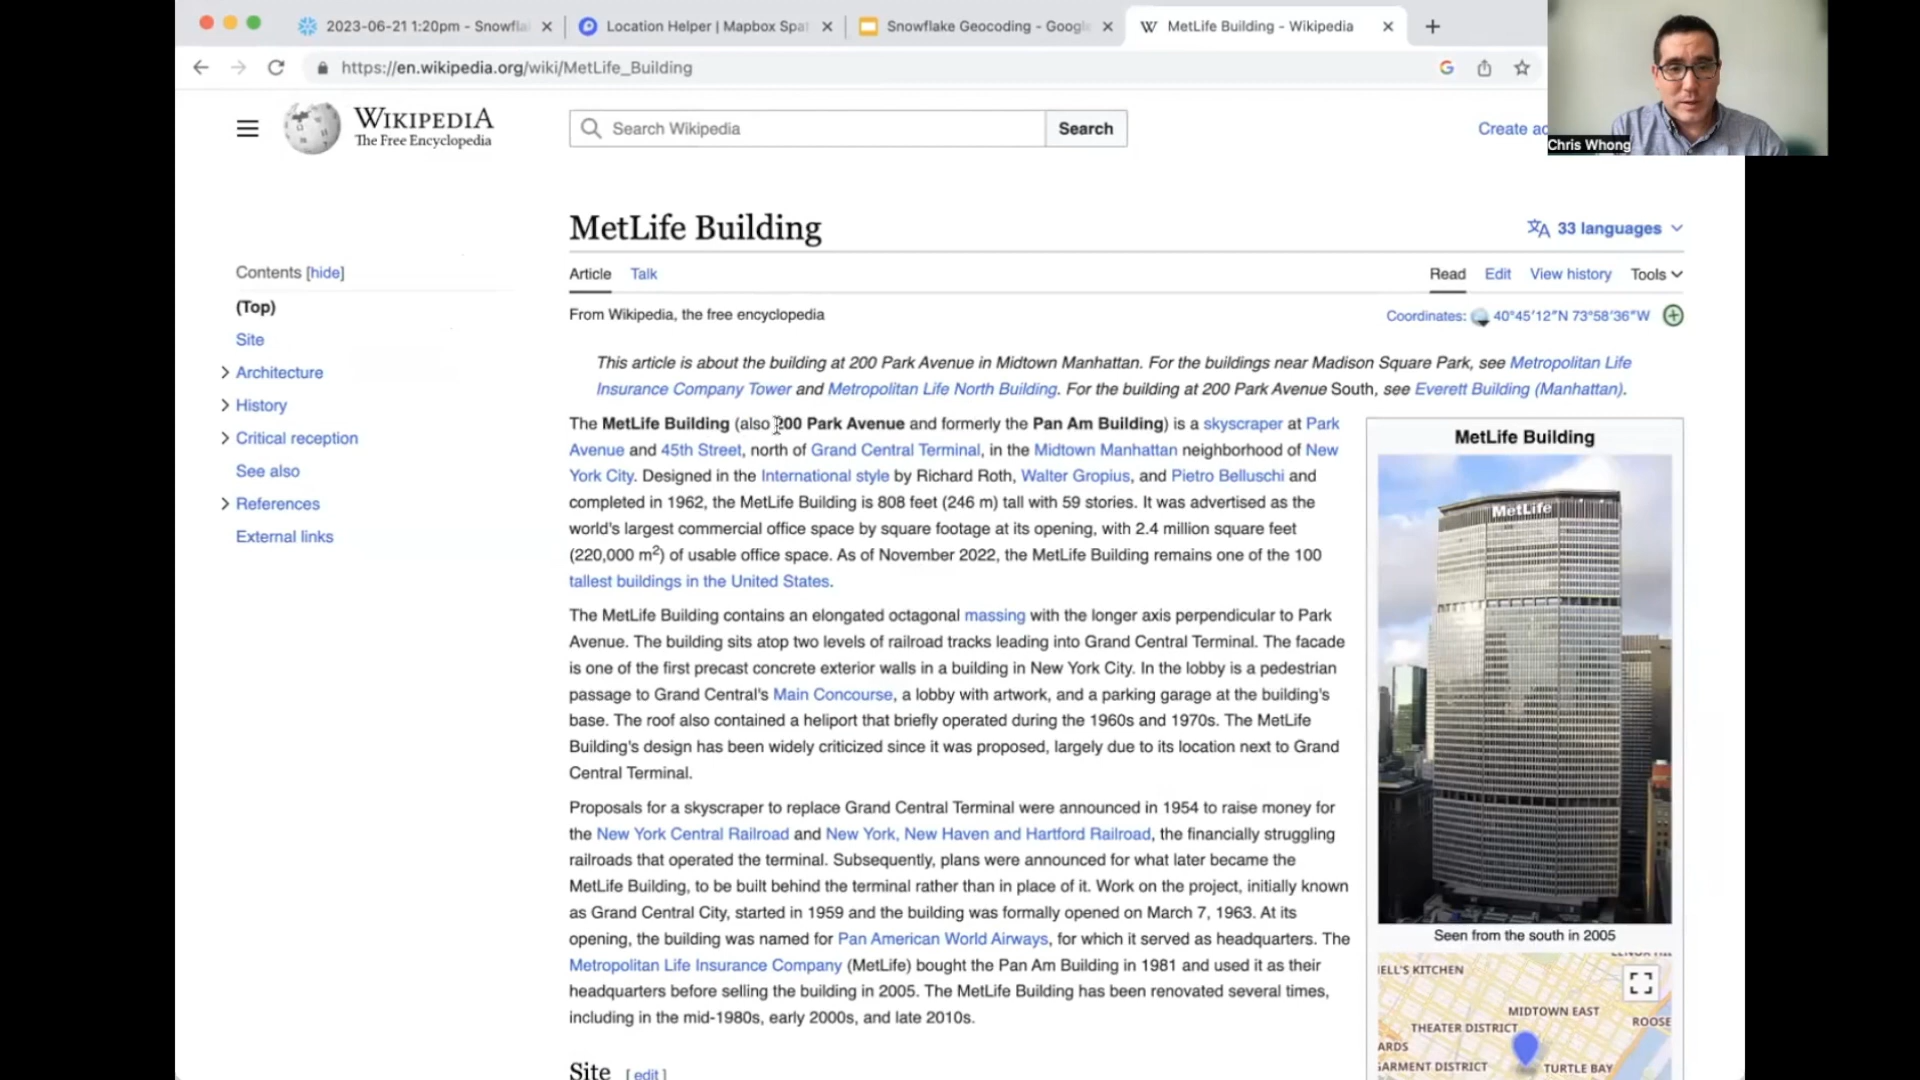 2023-06-21 1:20pm - Snowfla
Location Helper | Mapbox Spa
Snowflake Geocoding - Googl
MetLife Building - Wikipedia
https://en.wikipedia.org/wiki/MetLife_Building
Chris Whong
WIKIPEDIA
The Free Encyclopedia
Search Wikipedia
Search
Create ac
MetLife Building
33 languages
Contents [hide]
(Top)
Site
Architecture
History
Critical reception
See also
References
External links
Article
Talk
Read
Edit
View history
Tools
From Wikipedia, the free encyclopedia
Coordinates: 40°45′12″N 73°58′36″W
This article is about the building at 200 Park Avenue in Midtown Manhattan. For the buildings near Madison Square Park, see Metropolitan Life
Insurance Company Tower and Metropolitan Life North Building. For the building at 200 Park Avenue South, see Everett Building (Manhattan).
The MetLife Building (also 200 Park Avenue and formerly the Pan Am Building) is a skyscraper at Park
Avenue and 45th Street, north of Grand Central Terminal, in the Midtown Manhattan neighborhood of New
York City. Designed in the International style by Richard Roth, Walter Gropius, and Pietro Belluschi and
completed in 1962, the MetLife Building is 808 feet (246 m) tall with 59 stories. It was advertised as the
world's largest commercial office space by square footage at its opening, with 2.4 million square feet
(220,000 m²) of usable office space. As of November 2022, the MetLife Building remains one of the 100
tallest buildings in the United States.
The MetLife Building contains an elongated octagonal massing with the longer axis perpendicular to Park
Avenue. The building sits atop two levels of railroad tracks leading into Grand Central Terminal. The facade
is one of the first precast concrete exterior walls in a building in New York City. In the lobby is a pedestrian
passage to Grand Central's Main Concourse, a lobby with artwork, and a parking garage at the building's
base. The roof also contained a heliport that briefly operated during the 1960s and 1970s. The MetLife
Building's design has been widely criticized since it was proposed, largely due to its location next to Grand
Central Terminal.
Proposals for a skyscraper to replace Grand Central Terminal were announced in 1954 to raise money for
the New York Central Railroad and New York, New Haven and Hartford Railroad, the financially struggling
railroads that operated the terminal. Subsequently, plans were announced for what later became the
MetLife Building, to be built behind the terminal rather than in place of it. Work on the project, initially known
as Grand Central City, started in 1959 and the building was formally opened on March 7, 1963. At its
opening, the building was named for Pan American World Airways, for which it served as headquarters. The
Metropolitan Life Insurance Company (MetLife) bought the Pan Am Building in 1981 and used it as their
headquarters before selling the building in 2005. The MetLife Building has been renovated several times,
including in the mid-1980s, early 2000s, and late 2010s.
Site [ edit ]
MetLife Building
MetLife
Seen from the south in 2005
ELL'S KITCHEN
MIDTOWN EAST
ROOSE
THEATER DISTRICT
ARDS
GARMENT DISTRICT
TURTLE BAY